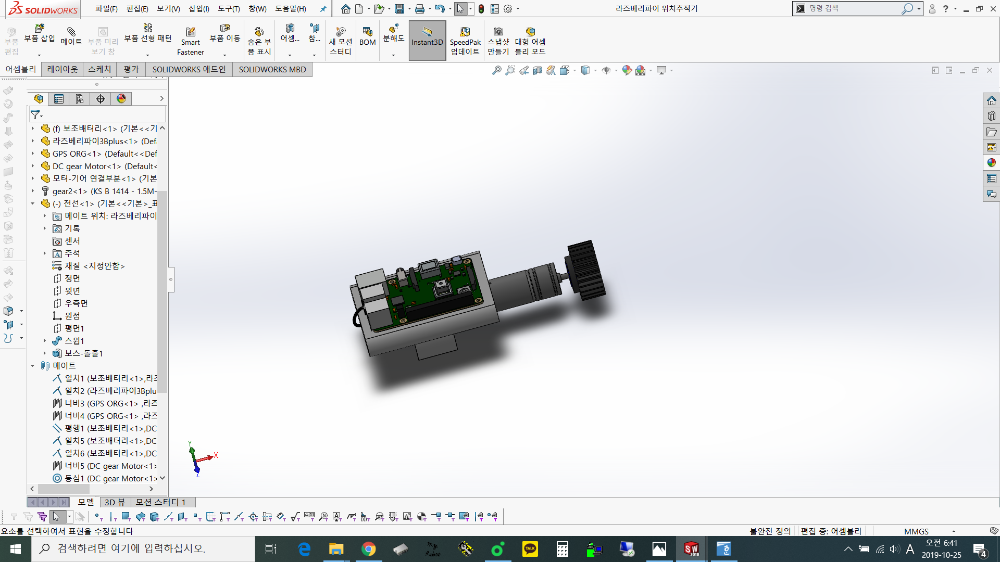 SOLIDWORKS
파일(F) 편집(E) 보기(V) 삽입(I) 도구(T) 창(W) 도움말(H)
라즈베리파이 위치추적기
명령 검색
부품 편집
부품 삽입
메이트
부품 미리 보기 창
부품 선형 패턴
Smart Fastener
부품 이동
숨은 부품 표시
어셈...
참...
새 모션 스터디
BOM
분해도
Instant3D
SpeedPak 업데이트
스냅샷 만들기
대형 어셈블리 모드
어셈블리 레이아웃 스케치 평가 SOLIDWORKS 애드인 SOLIDWORKS MBD
(f) 보조배터리<1> (기본<<기
라즈베리파이3Bplus<1> (Def
GPS ORG<1> (Default<<Def
DC gear Motor<1> (Default<
모터-기어 연결부분<1> (기본
gear2<1> (KS B 1414 - 1.5M-
(-) 전선<1> (기본<<기본>_표
메이트 위치: 라즈베리파이
기록
센서
주석
재질 <지정안함>
정면
윗면
우측면
원점
평면1
스윕1
보스-돌출1
메이트
일치1 (보조배터리<1>,라즈
일치2 (라즈베리파이3Bplu
너비3 (GPS ORG<1> ,라즈
너비4 (GPS ORG<1> ,라즈
평행1 (보조배터리<1>,DC
일치5 (보조배터리<1>,DC
일치6 (보조배터리<1>,DC
너비5 (DC gear Motor<1>
동심1 (DC gear Motor<1>
Y
X
Z
모델 3D 뷰 모션 스터디 1
요소를 선택하여서 표현을 수정합니다
불완전 정의 편집 중: 어셈블리 MMGS
검색하려면 여기에 입력하십시오.
My Robot
TALK
SW 2018
A
오전 6:41
2019-10-25
4